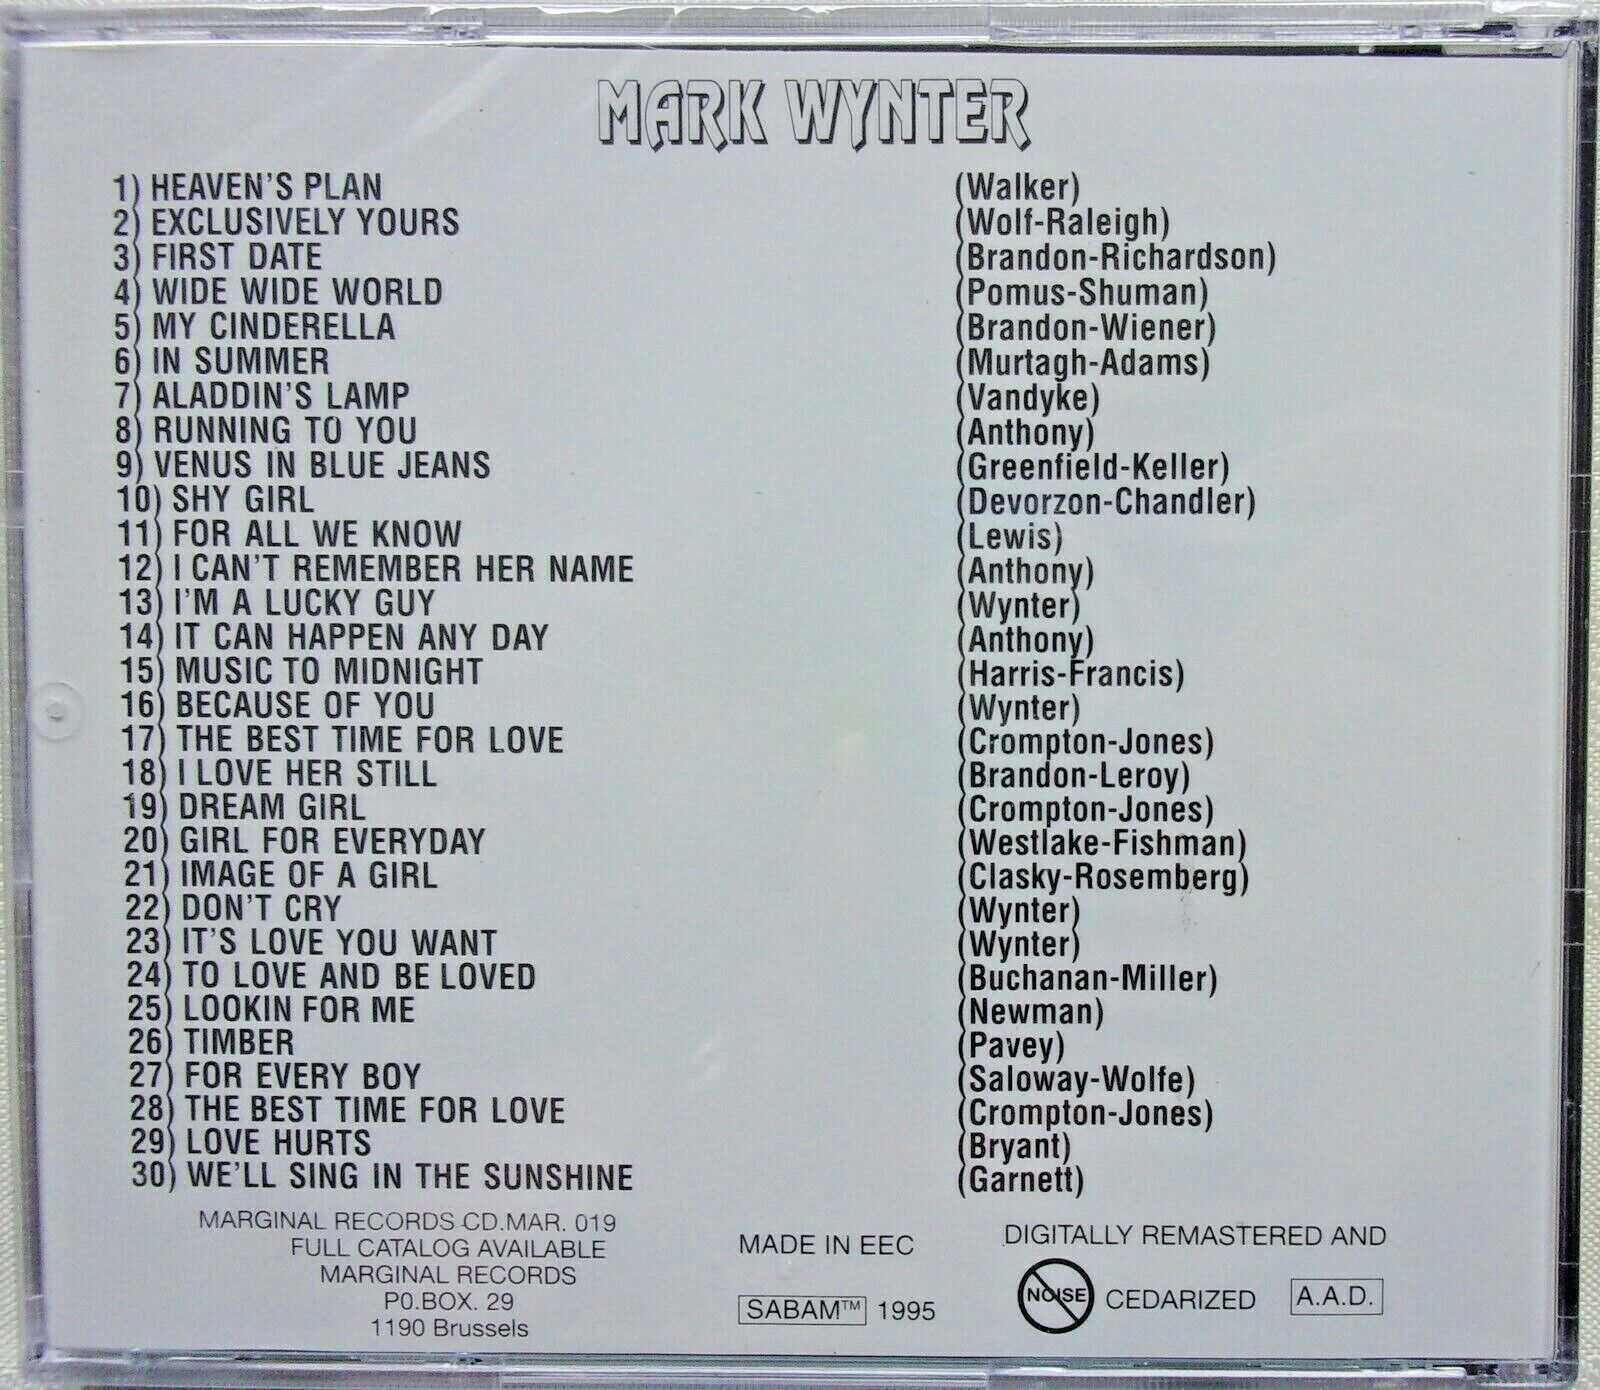 MARK WYNTER
1) HEAVEN'S PLAN (Walker)
2) EXCLUSIVELY YOURS (Wolf-Raleigh)
3) FIRST DATE (Brandon-Richardson)
4) WIDE WIDE WORLD (Pomus-Shuman)
5) MY CINDERELLA (Brandon-Wiener)
6) IN SUMMER (Murtagh-Adams)
7) ALADDIN'S LAMP (Vandyke)
8) RUNNING TO YOU (Anthony)
9) VENUS IN BLUE JEANS (Greenfield-Keller)
10) SHY GIRL (Devorzon-Chandler)
11) FOR ALL WE KNOW (Lewis)
12) I CAN'T REMEMBER HER NAME (Anthony)
13) I'M A LUCKY GUY (Wynter)
14) IT CAN HAPPEN ANY DAY (Anthony)
15) MUSIC TO MIDNIGHT (Harris-Francis)
16) BECAUSE OF YOU (Wynter)
17) THE BEST TIME FOR LOVE (Crompton-Jones)
18) I LOVE HER STILL (Brandon-Leroy)
19) DREAM GIRL (Crompton-Jones)
20) GIRL FOR EVERYDAY (Westlake-Fishman)
21) IMAGE OF A GIRL (Clasky-Rosemberg)
22) DON'T CRY (Wynter)
23) IT'S LOVE YOU WANT (Wynter)
24) TO LOVE AND BE LOVED (Buchanan-Miller)
25) LOOKIN FOR ME (Newman)
26) TIMBER (Pavey)
27) FOR EVERY BOY (Saloway-Wolfe)
28) THE BEST TIME FOR LOVE (Crompton-Jones)
29) LOVE HURTS (Bryant)
30) WE'LL SING IN THE SUNSHINE (Garnett)
MARGINAL RECORDS CD.MAR. 019
FULL CATALOG AVAILABLE
MARGINAL RECORDS
PO.BOX. 29
1190 Brussels
MADE IN EEC
SABAM™ 1995
DIGITALLY REMASTERED AND
NOISE CEDARIZED A.A.D.